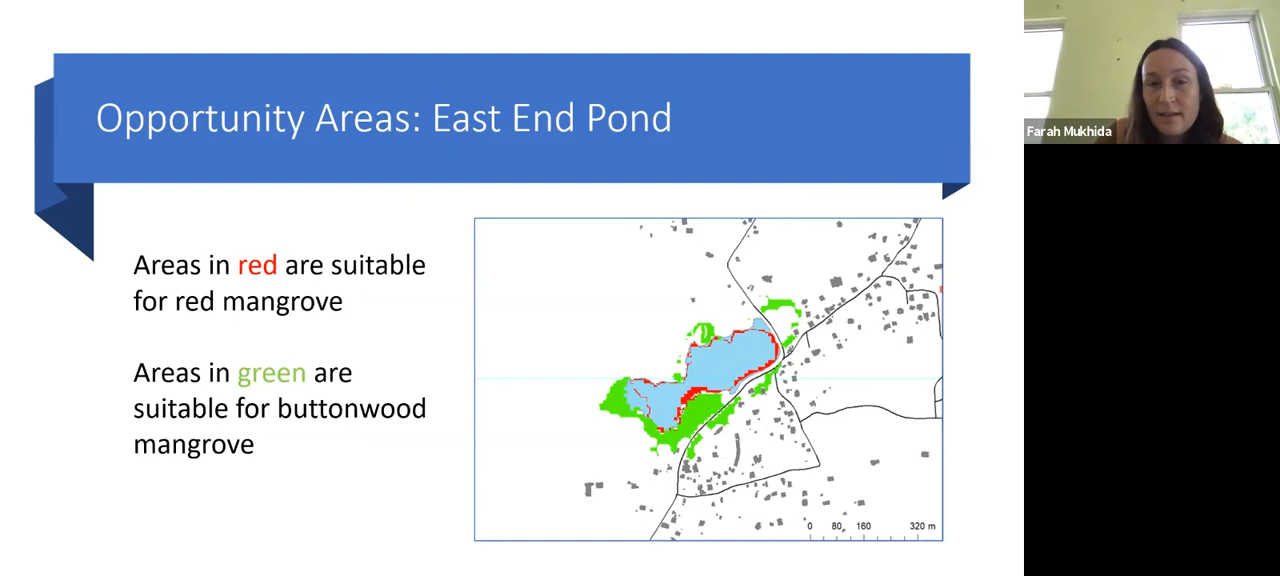 Opportunity Areas: East End Pond
Farah Mukhida
Areas in red are suitable
for red mangrove
Areas in green are
suitable for buttonwood
mangrove
0 80 160 320 m